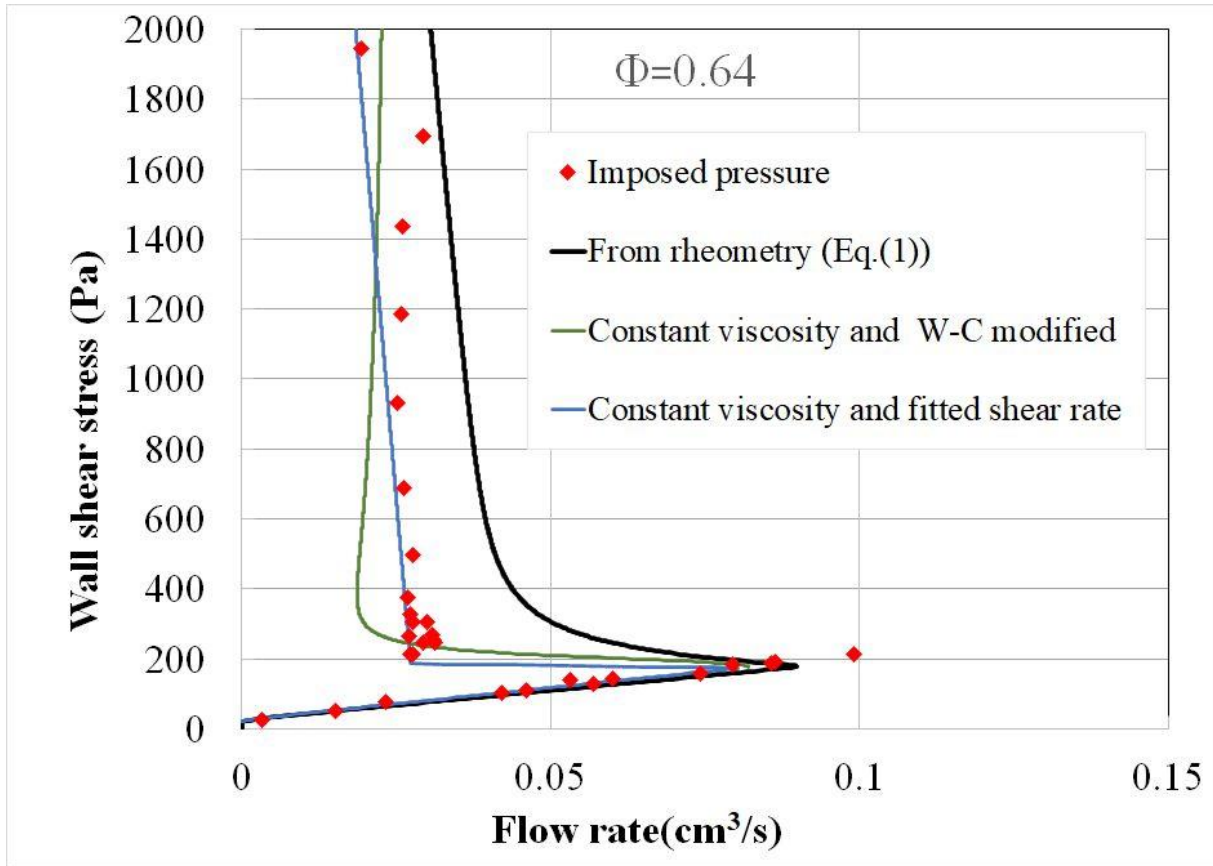 2000
1800
1600
1400
1200
1000
800
600
400
200
0
Wall shear stress (Pa)
Φ=0.64
Imposed pressure
From rheometry (Eq.(1))
Constant viscosity and W-C modified
Constant viscosity and fitted shear rate
0 0.05 0.1 0.15
Flow rate(cm³/s)